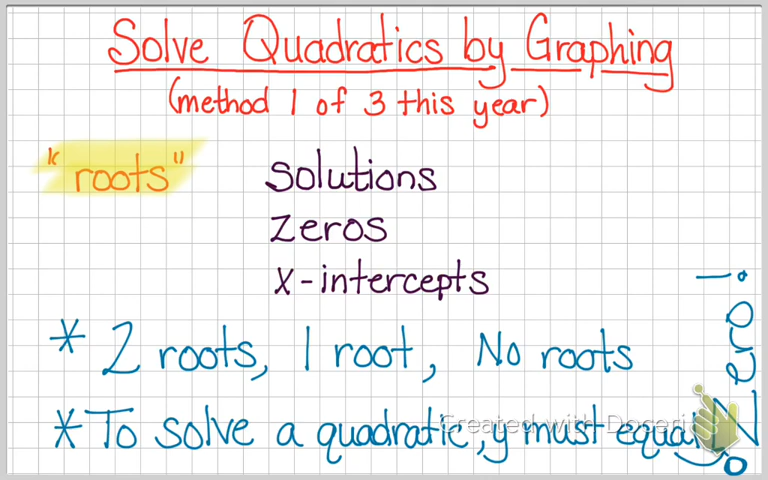 Solve Quadratics by Graphing
(method 1 of 3 this year)
"roots"
solutions
zeros
x-intercepts
* 2 roots, 1 root, No roots
* To solve a quadratic, y must equal
Zero!
Created with Doceri